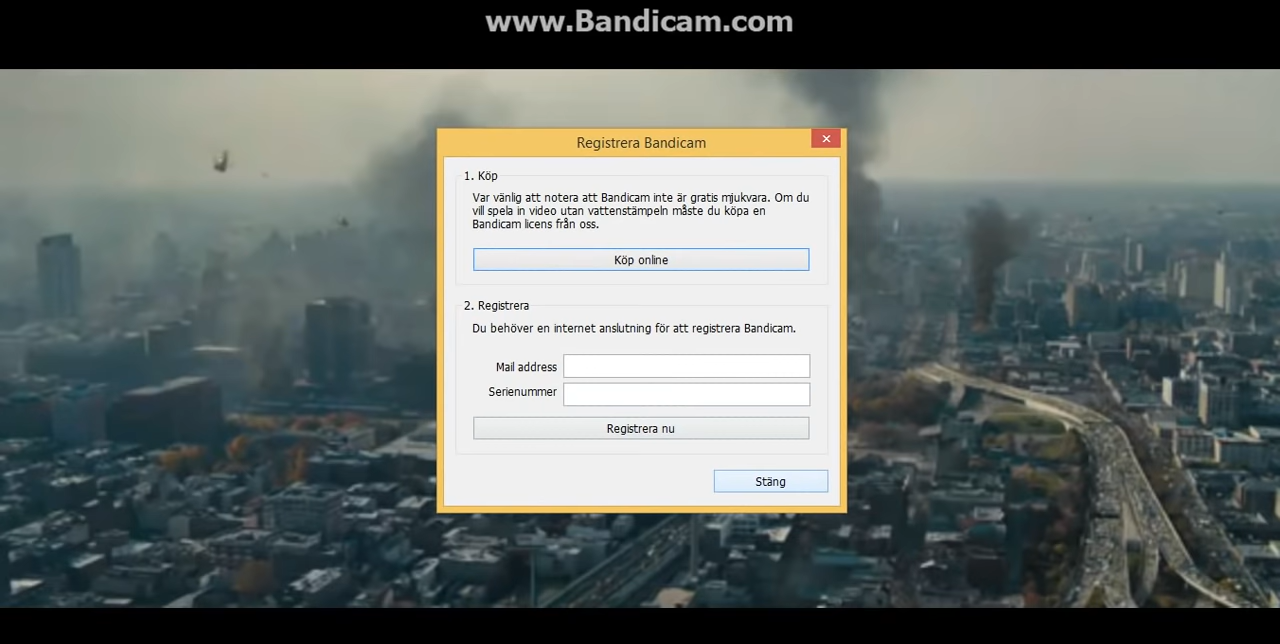 www.Bandicam.com
Registrera Bandicam
1. Köp
Var vänlig att notera att Bandicam inte är gratis mjukvara. Om du
vill spela in video utan vattenstämpeln måste du köpa en
Bandicam licens från oss.
Köp online
2. Registrera
Du behöver en internet anslutning för att registrera Bandicam.
Mail address
Serienummer
Registrera nu
Stäng